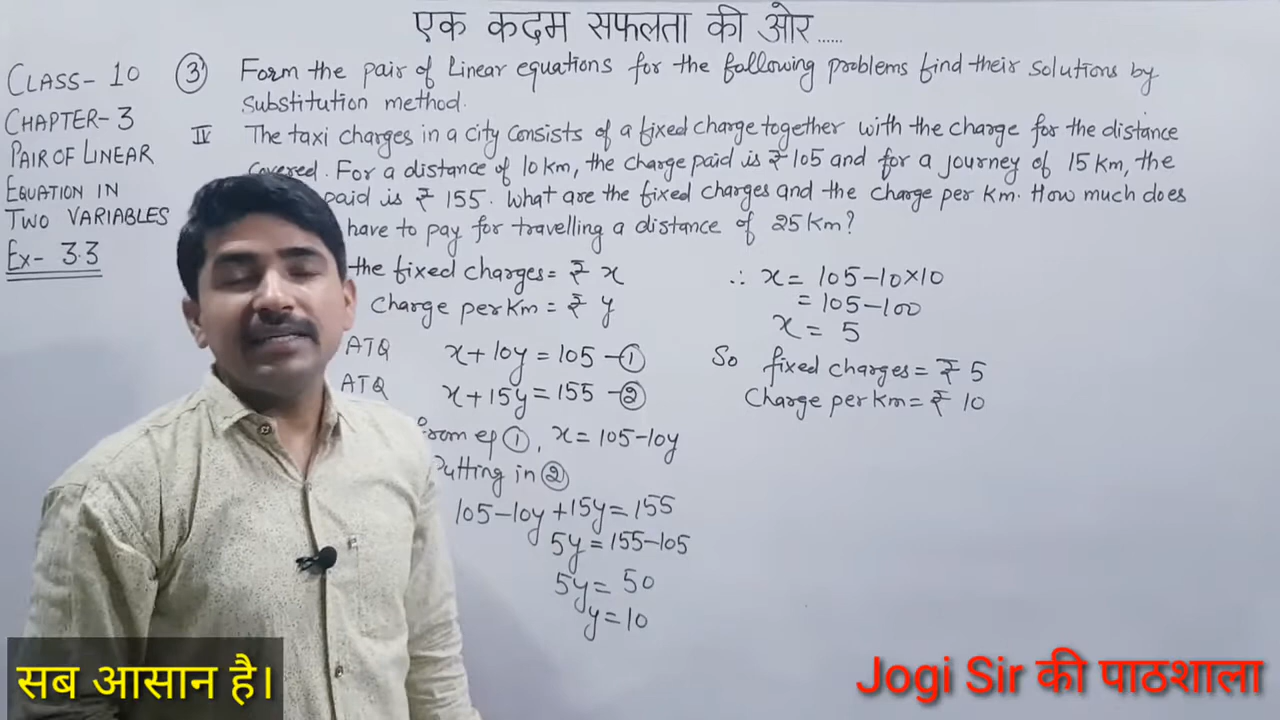 एक कदम सफलता की ओर......
CLASS- 10
CHAPTER- 3
PAIR OF LINEAR
EQUATION IN
TWO VARIABLES
Ex- 3.3
③ Form the pair of Linear equations for the following problems find their solutions by
substitution method.
IV The taxi charges in a city consists of a fixed charge together with the charge for the distance
covered. For a distance of 10 km, the charge paid is ₹ 105 and for a journey of 15 km, the
paid is ₹ 155. What are the fixed charges and the charge per km. How much does
have to pay for travelling a distance of 25 km?
the fixed charges = ₹ x
Charge per km = ₹ y
ATQ x + 10y = 105 - ①
ATQ x + 15y = 155 - ②
From eq ①, x = 105 - 10y
Putting in ②
105 - 10y + 15y = 155
5y = 155 - 105
5y = 50
y = 10
∴ x = 105 - 10×10
= 105 - 100
x = 5
So fixed charges = ₹ 5
Charge per km = ₹ 10
सब आसान है।
Jogi Sir की पाठशाला